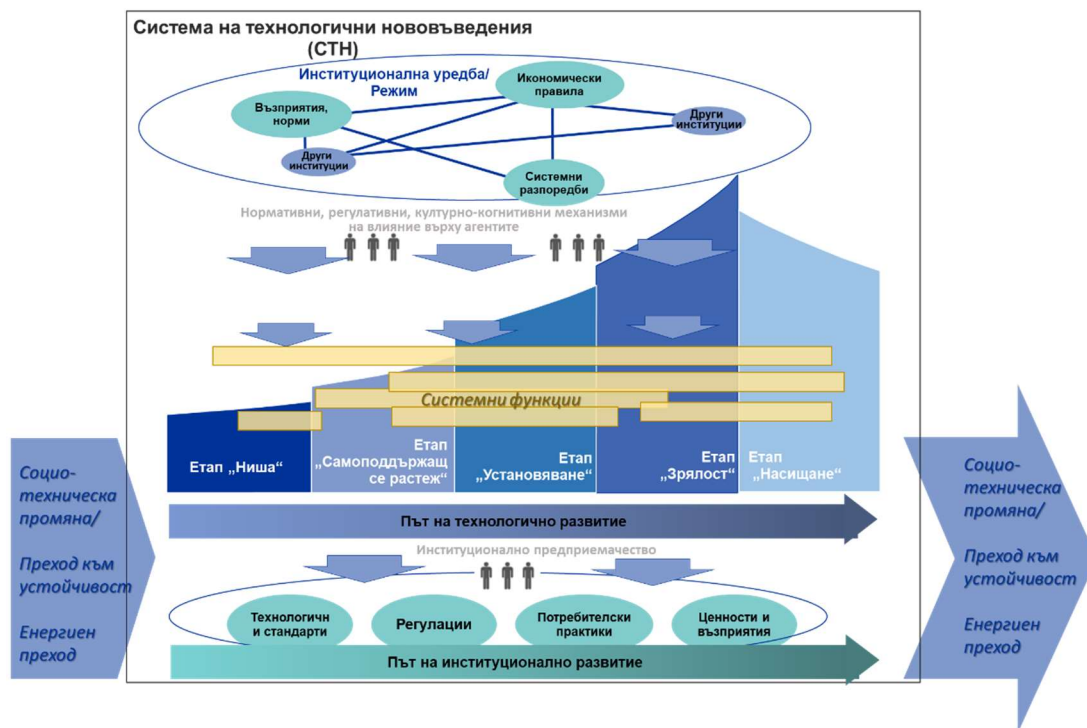 Система на технологични нововъведения
(СТН)
Институционална уредба/
Режим
Икономически
правила
Възприятия,
норми
Други
институции
Други
институции
Системни
разпоредби
Нормативни, регулативни, културно-когнитивни механизми
на влияние върху агентите
Системни функции
Етап „Ниша“
Етап
„Самоподдържащ
се растеж“
Етап
„Установяване“
Етап
„Зрялост“
Етап
„Насищане“
Социо-
техническа
промяна/
Преход към
устойчивост
Енергиен
преход
Социо-
техническа
промяна/
Преход към
устойчивост
Енергиен
преход
Път на технологично развитие
Институционално предприемачество
Технологичн
и стандарти
Регулации
Потребителски
практики
Ценности и
възприятия
Път на институционално развитие